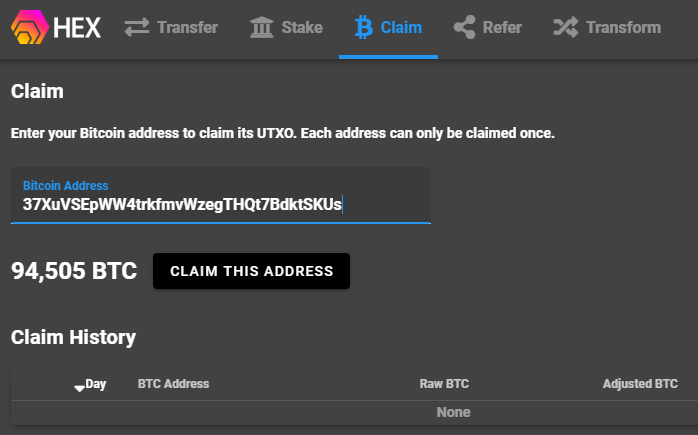 HEX Transfer Stake Claim Refer Transform
Claim
Enter your Bitcoin address to claim its UTXO. Each address can only be claimed once.
Bitcoin Address
37XuVSEpWW4trkfmvWzegTHQt7BdktSKUs
94,505 BTC CLAIM THIS ADDRESS
Claim History
Day BTC Address Raw BTC Adjusted BTC
None